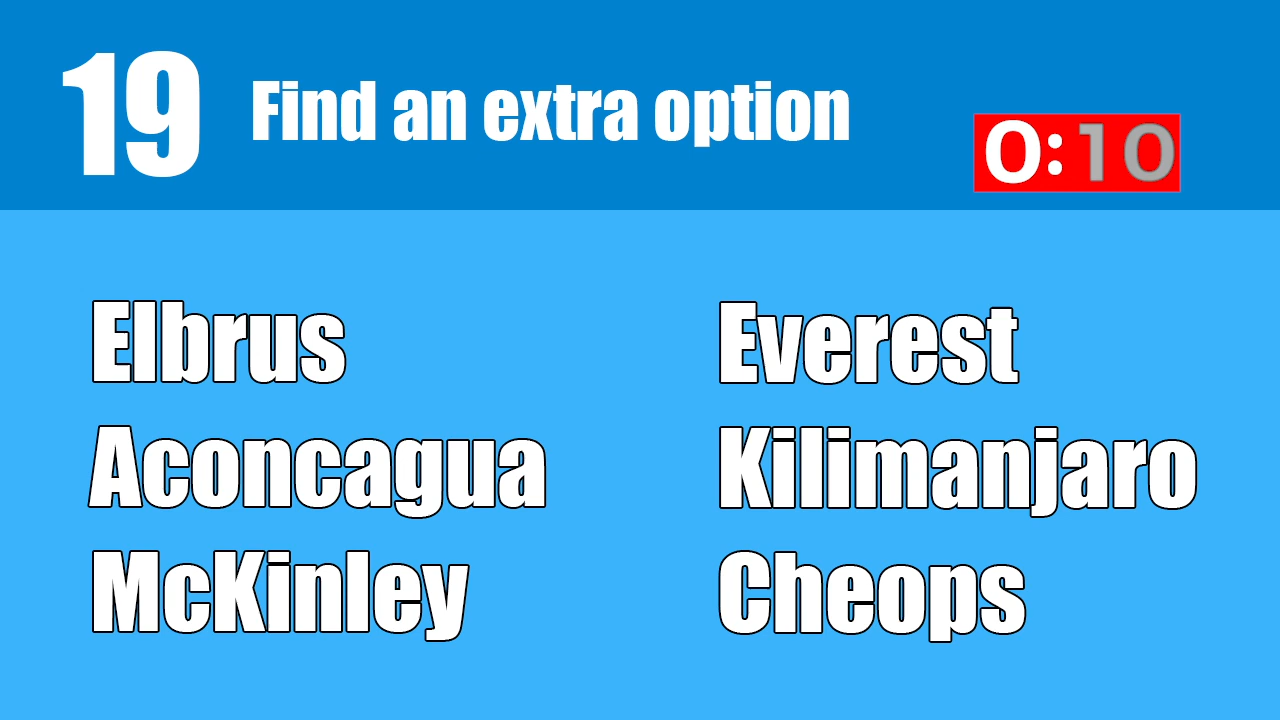 19
Find an extra option
0:10
Elbrus
Aconcagua
McKinley
Everest
Kilimanjaro
Cheops